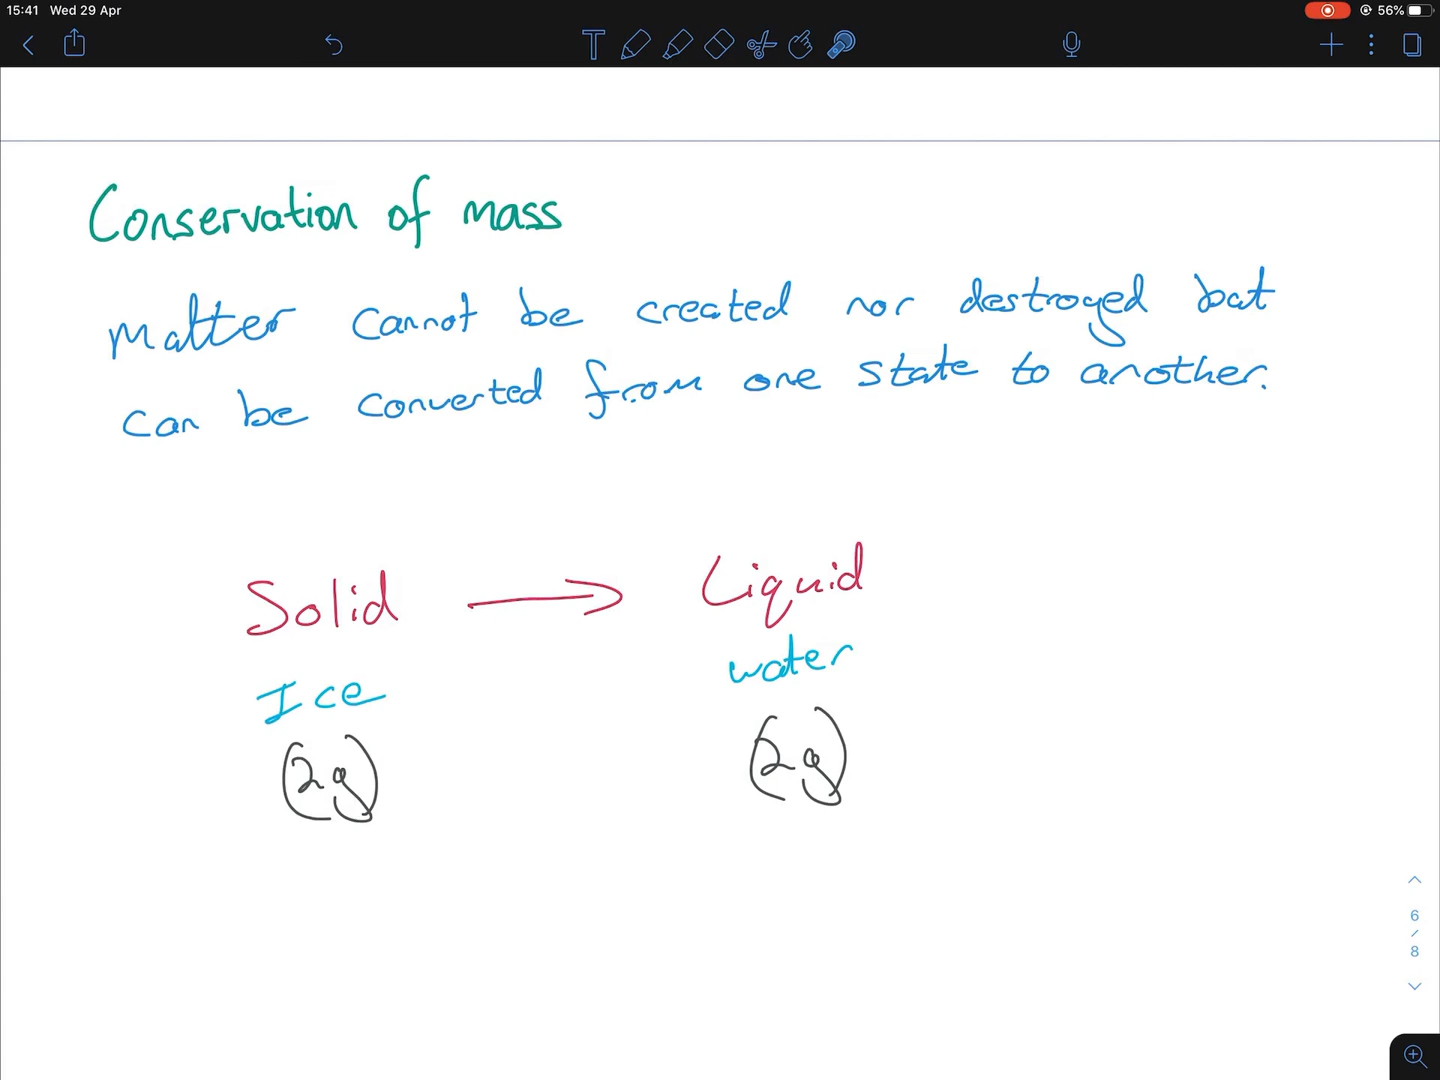 15:41 Wed 29 Apr
56%
Conservation of mass
Matter cannot be created nor destroyed but
can be converted from one state to another.
Solid → Liquid
Ice water
(2g) (2g)
6
/
8